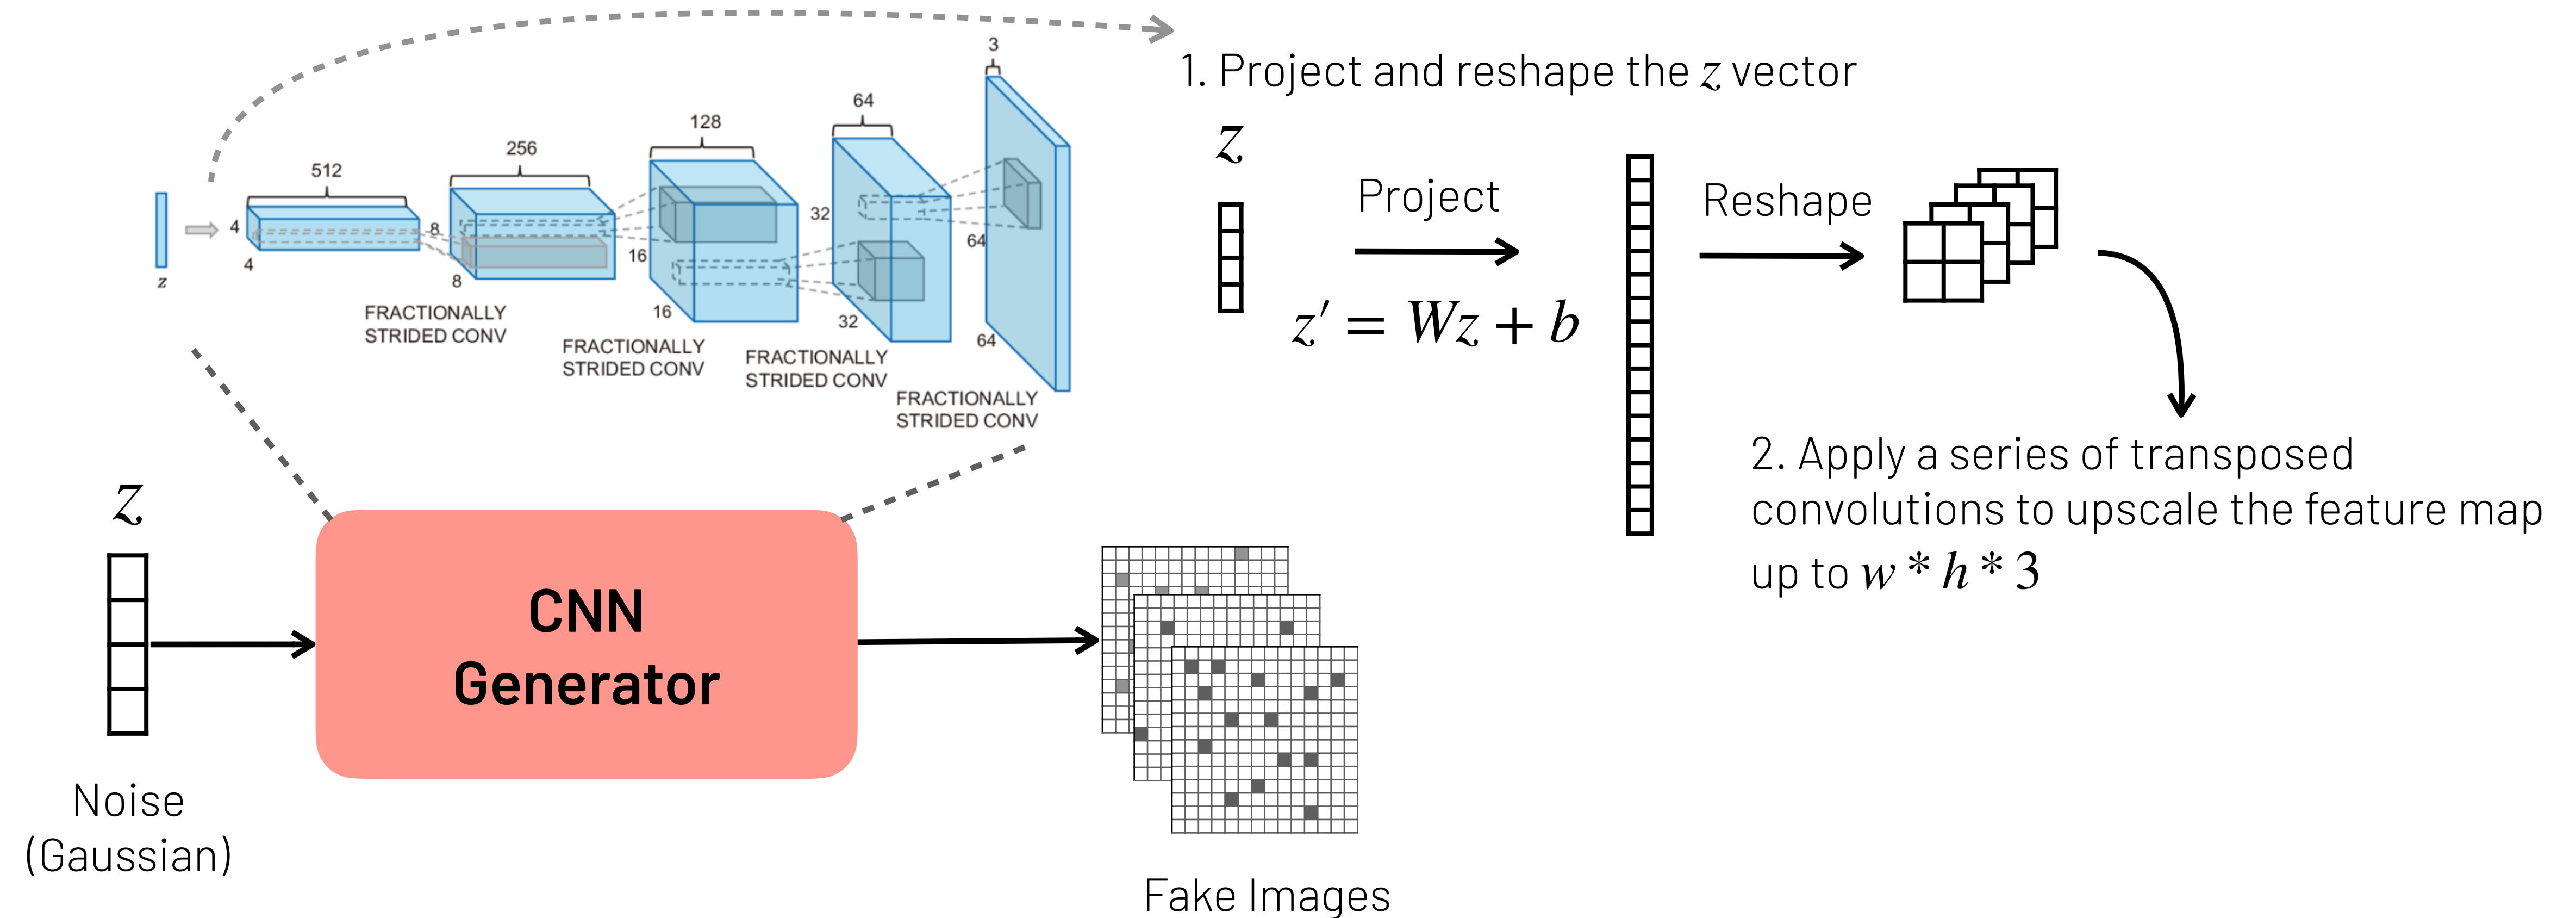 3
1. Project and reshape the z vector
64
128
256
512
z
Project
Reshape
32
4
8
64
16
4
8
z
16
32
64
z′ = Wz + b
FRACTIONALLY
STRIDED CONV
FRACTIONALLY
STRIDED CONV
FRACTIONALLY
STRIDED CONV
FRACTIONALLY
STRIDED CONV
2. Apply a series of transposed
convolutions to upscale the feature map
up to w * h * 3
z
CNN
Generator
Noise
(Gaussian)
Fake Images